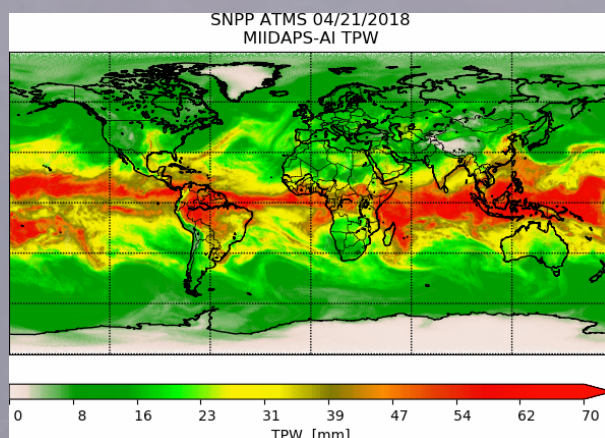 SNPP ATMS 04/21/2018
MIIDAPS-AI TPW
0 8 16 23 31 39 47 54 62 70
TPW [mm]